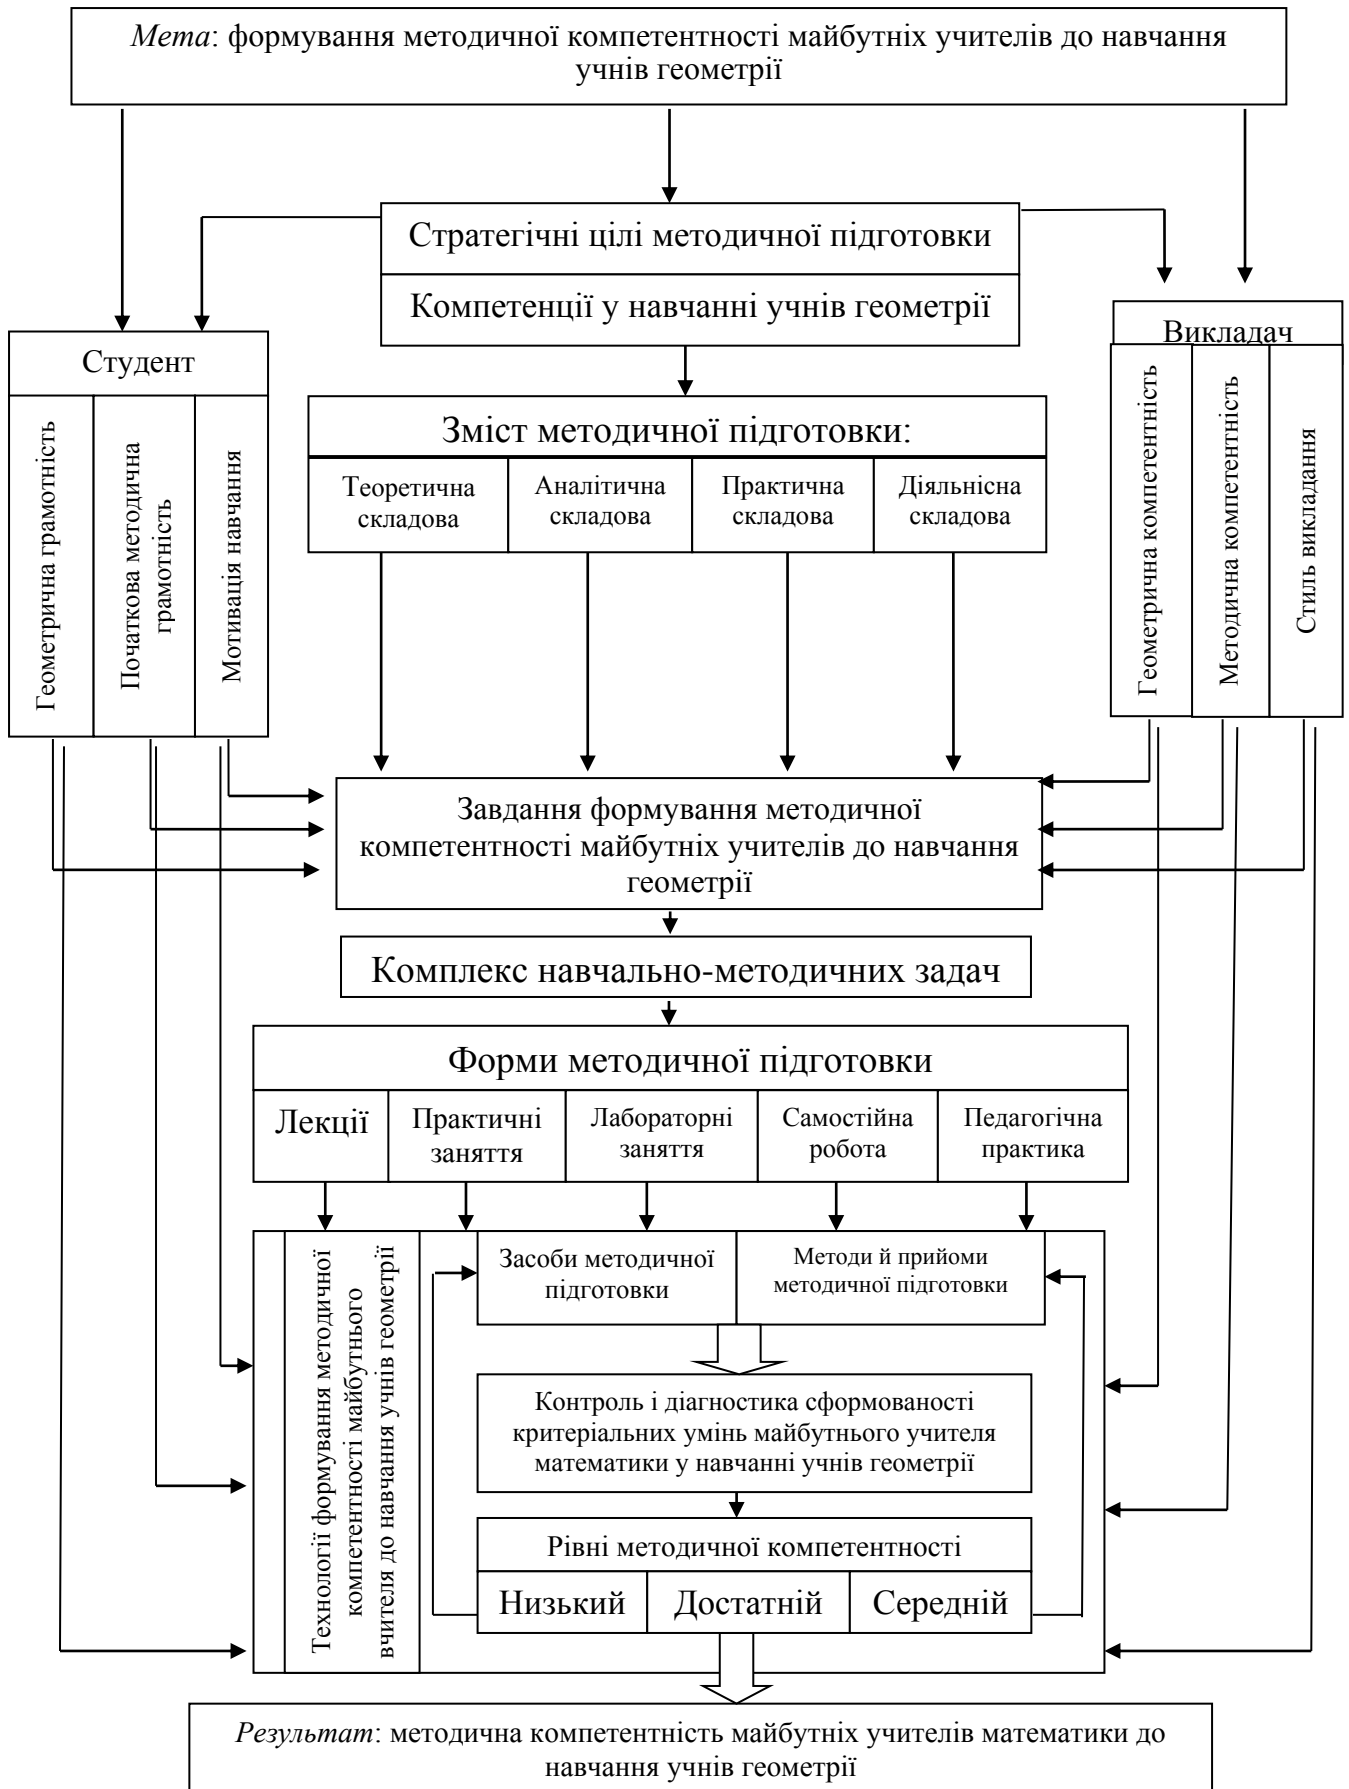 Мета: формування методичної компетентності майбутніх учителів до навчання
учнів геометрії
Стратегічні цілі методичної підготовки
Компетенції у навчанні учнів геометрії
Студент
Геометрична грамотність
Початкова методична
грамотність
Мотивація навчання
Викладач
Геометрична компетентність
Методична компетентність
Стиль викладання
Зміст методичної підготовки:
Теоретична
складова
Аналітична
складова
Практична
складова
Діяльнісна
складова
Завдання формування методичної
компетентності майбутніх учителів до навчання
геометрії
Комплекс навчально-методичних задач
Форми методичної підготовки
Лекції
Практичні
заняття
Лабораторні
заняття
Самостійна
робота
Педагогічна
практика
Технології формування методичної
компетентності майбутнього
вчителя до навчання учнів геометрії
Засоби методичної
підготовки
Методи й прийоми
методичної підготовки
Контроль і діагностика сформованості
критеріальних умінь майбутнього учителя
математики у навчанні учнів геометрії
Рівні методичної компетентності
Низький
Достатній
Середній
Результат: методична компетентність майбутніх учителів математики до
навчання учнів геометрії